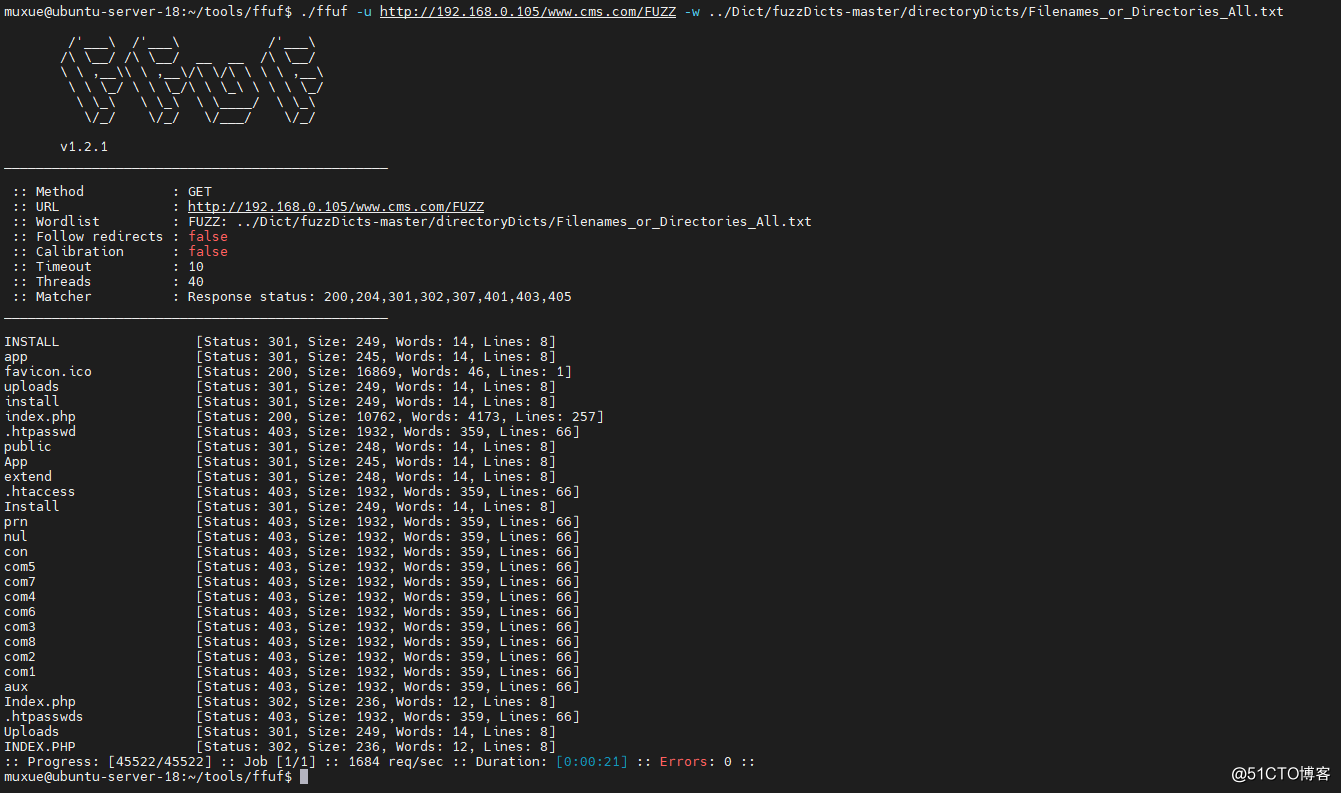 muxue@ubuntu-server-18:~/tools/ffuf$ ./ffuf -u http://192.168.0.105/www.cms.com/FUZZ -w ../Dict/fuzzDicts-master/directoryDicts/Filenames_or_Directories_All.txt
v1.2.1
:: Method : GET
:: URL : http://192.168.0.105/www.cms.com/FUZZ
:: Wordlist : FUZZ: ../Dict/fuzzDicts-master/directoryDicts/Filenames_or_Directories_All.txt
:: Follow redirects : false
:: Calibration : false
:: Timeout : 10
:: Threads : 40
:: Matcher : Response status: 200,204,301,302,307,401,403,405
INSTALL [Status: 301, Size: 249, Words: 14, Lines: 8]
app [Status: 301, Size: 245, Words: 14, Lines: 8]
favicon.ico [Status: 200, Size: 16869, Words: 46, Lines: 1]
uploads [Status: 301, Size: 249, Words: 14, Lines: 8]
install [Status: 301, Size: 249, Words: 14, Lines: 8]
index.php [Status: 200, Size: 10762, Words: 4173, Lines: 257]
.htpasswd [Status: 403, Size: 1932, Words: 359, Lines: 66]
public [Status: 301, Size: 248, Words: 14, Lines: 8]
App [Status: 301, Size: 245, Words: 14, Lines: 8]
extend [Status: 301, Size: 248, Words: 14, Lines: 8]
.htaccess [Status: 403, Size: 1932, Words: 359, Lines: 66]
Install [Status: 301, Size: 249, Words: 14, Lines: 8]
prn [Status: 403, Size: 1932, Words: 359, Lines: 66]
nul [Status: 403, Size: 1932, Words: 359, Lines: 66]
con [Status: 403, Size: 1932, Words: 359, Lines: 66]
com5 [Status: 403, Size: 1932, Words: 359, Lines: 66]
com7 [Status: 403, Size: 1932, Words: 359, Lines: 66]
com4 [Status: 403, Size: 1932, Words: 359, Lines: 66]
com6 [Status: 403, Size: 1932, Words: 359, Lines: 66]
com3 [Status: 403, Size: 1932, Words: 359, Lines: 66]
com8 [Status: 403, Size: 1932, Words: 359, Lines: 66]
com2 [Status: 403, Size: 1932, Words: 359, Lines: 66]
com1 [Status: 403, Size: 1932, Words: 359, Lines: 66]
aux [Status: 403, Size: 1932, Words: 359, Lines: 66]
Index.php [Status: 302, Size: 236, Words: 12, Lines: 8]
.htpasswds [Status: 403, Size: 1932, Words: 359, Lines: 66]
Uploads [Status: 301, Size: 249, Words: 14, Lines: 8]
INDEX.PHP [Status: 302, Size: 236, Words: 12, Lines: 8]
:: Progress: [45522/45522] :: Job [1/1] :: 1684 req/sec :: Duration: [0:00:21] :: Errors: 0 ::
muxue@ubuntu-server-18:~/tools/ffuf$
@51CTO博客